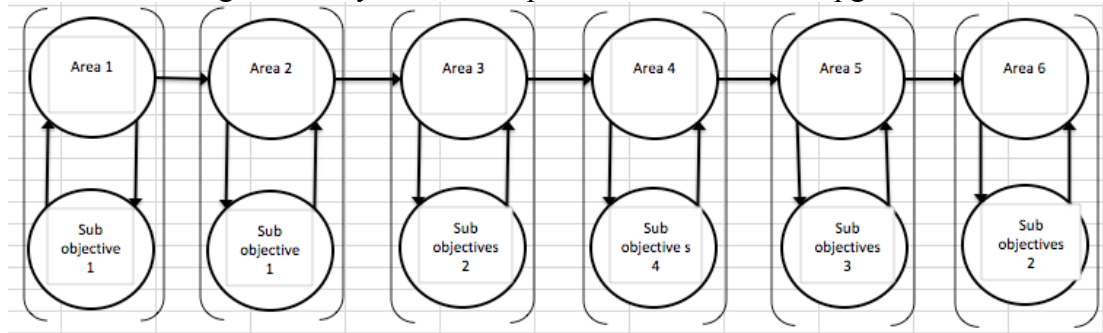 Area 1
Area 2
Area 3
Area 4
Area 5
Area 6
Sub
objective
1
Sub
objective
1
Sub
objectives
2
Sub
objective s
4
Sub
objectives
3
Sub
objectives
2